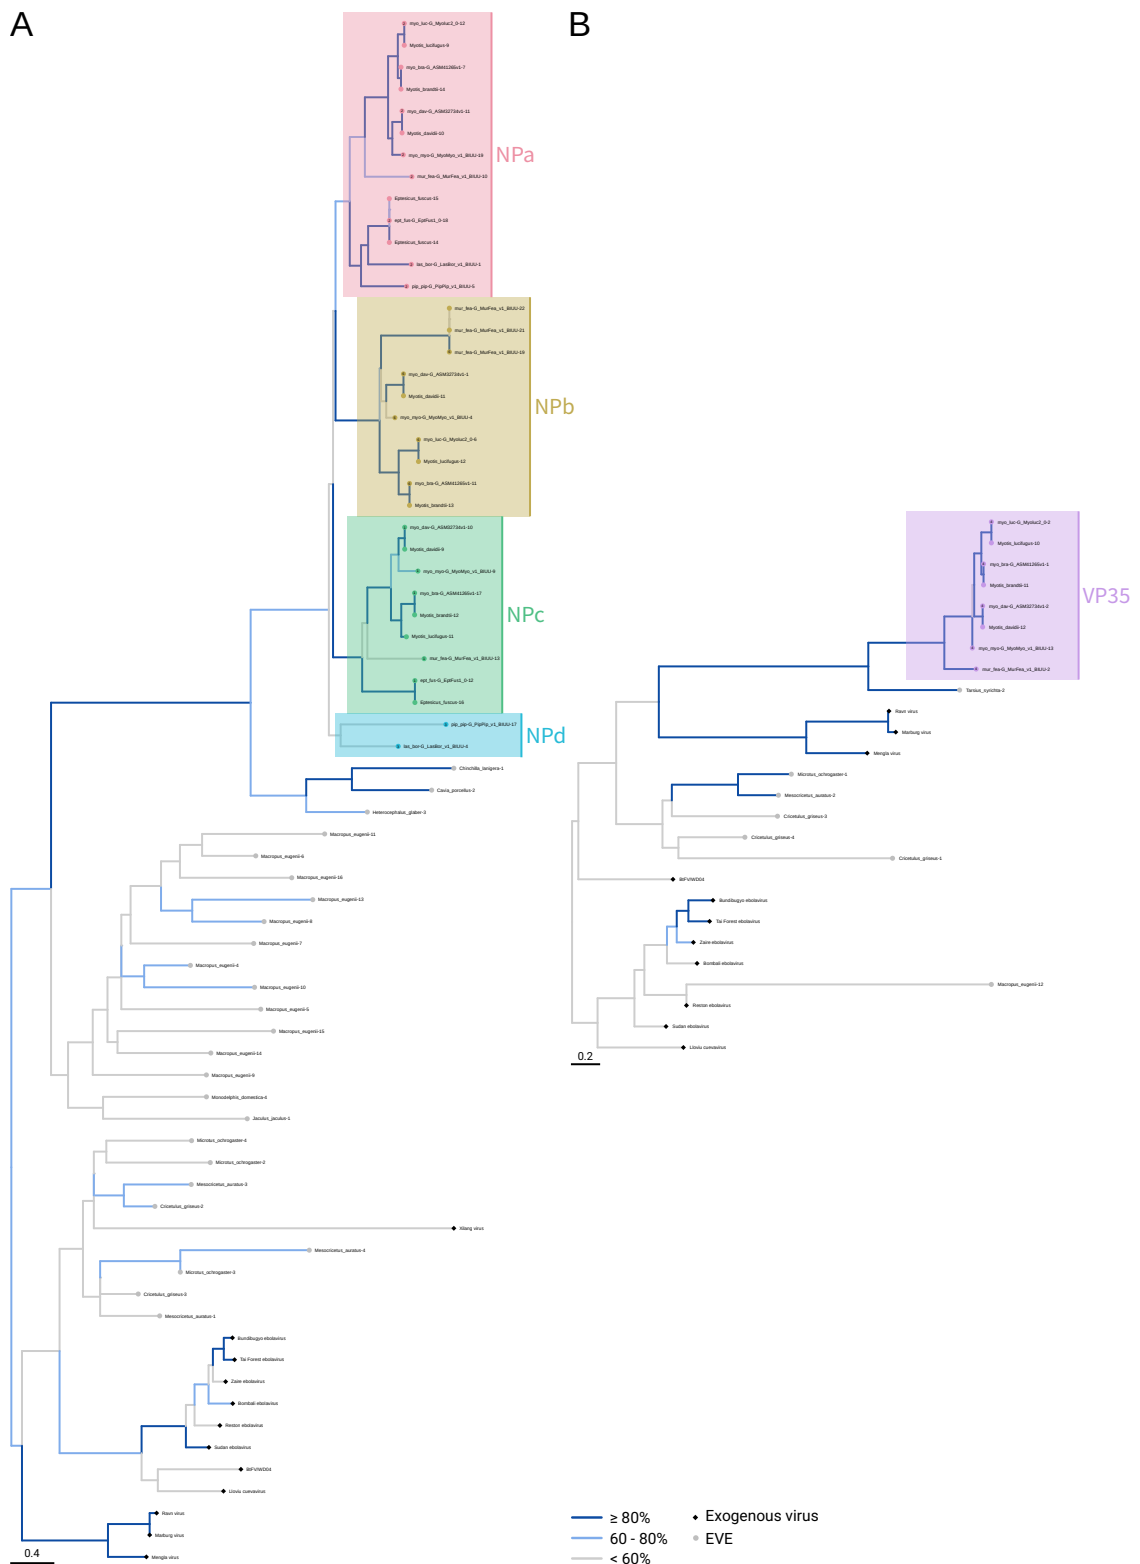 A
myo_luc-G_Myoluc2_0-12
Myotis_lucifugus-9
myo_bra-G_ASM41265v1-7
Myotis_brandtii-14
myo_dav-G_ASM32734v1-11
Myotis_davidii-10
myo_myo-G_MyoMyo_v1_BIUU-19
mur_fea-G_MurFea_v1_BIUU-10
Eptesicus_fuscus-15
ept_fus-G_EptFus1_0-18
Eptesicus_fuscus-14
las_bor-G_LasBor_v1_BIUU-1
pip_pip-G_PipPip_v1_BIUU-5
NPa
mur_fea-G_MurFea_v1_BIUU-22
mur_fea-G_MurFea_v1_BIUU-21
mur_fea-G_MurFea_v1_BIUU-19
myo_dav-G_ASM32734v1-1
Myotis_davidii-11
myo_myo-G_MyoMyo_v1_BIUU-4
myo_luc-G_Myoluc2_0-6
Myotis_lucifugus-12
myo_bra-G_ASM41265v1-11
Myotis_brandtii-13
NPb
myo_dav-G_ASM32734v1-10
Myotis_davidii-9
myo_myo-G_MyoMyo_v1_BIUU-9
myo_bra-G_ASM41265v1-17
Myotis_brandtii-12
Myotis_lucifugus-11
mur_fea-G_MurFea_v1_BIUU-13
ept_fus-G_EptFus1_0-12
Eptesicus_fuscus-16
NPc
pip_pip-G_PipPip_v1_BIUU-17
las_bor-G_LasBor_v1_BIUU-4
NPd
Chinchilla_lanigera-1
Cavia_porcellus-2
Heterocephalus_glaber-3
Macropus_eugenii-11
Macropus_eugenii-6
Macropus_eugenii-16
Macropus_eugenii-13
Macropus_eugenii-8
Macropus_eugenii-7
Macropus_eugenii-4
Macropus_eugenii-10
Macropus_eugenii-5
Macropus_eugenii-15
Macropus_eugenii-14
Macropus_eugenii-9
Monodelphis_domestica-4
Jaculus_jaculus-1
Microtus_ochrogaster-4
Microtus_ochrogaster-2
Mesocricetus_auratus-3
Cricetulus_griseus-2
Xilang virus
Mesocricetus_auratus-4
Microtus_ochrogaster-3
Cricetulus_griseus-3
Mesocricetus_auratus-1
Bundibugyo ebolavirus
Tai Forest ebolavirus
Zaire ebolavirus
Bombali ebolavirus
Reston ebolavirus
Sudan ebolavirus
BtFV/WD04
Lloviu cuevavirus
Ravn virus
Marburg virus
Mengla virus
0.4
B
myo_luc-G_Myoluc2_0-2
Myotis_lucifugus-10
myo_bra-G_ASM41265v1-1
Myotis_brandtii-11
myo_dav-G_ASM32734v1-2
Myotis_davidii-12
myo_myo-G_MyoMyo_v1_BIUU-13
mur_fea-G_MurFea_v1_BIUU-2
VP35
Tarsius_syrichta-2
Ravn virus
Marburg virus
Mengla virus
Microtus_ochrogaster-1
Mesocricetus_auratus-2
Cricetulus_griseus-3
Cricetulus_griseus-4
Cricetulus_griseus-1
BtFV/WD04
Bundibugyo ebolavirus
Tai Forest ebolavirus
Zaire ebolavirus
Bombali ebolavirus
Macropus_eugenii-12
Reston ebolavirus
Sudan ebolavirus
Lloviu cuevavirus
0.2
≥ 80%
60 - 80%
< 60%
Exogenous virus
EVE